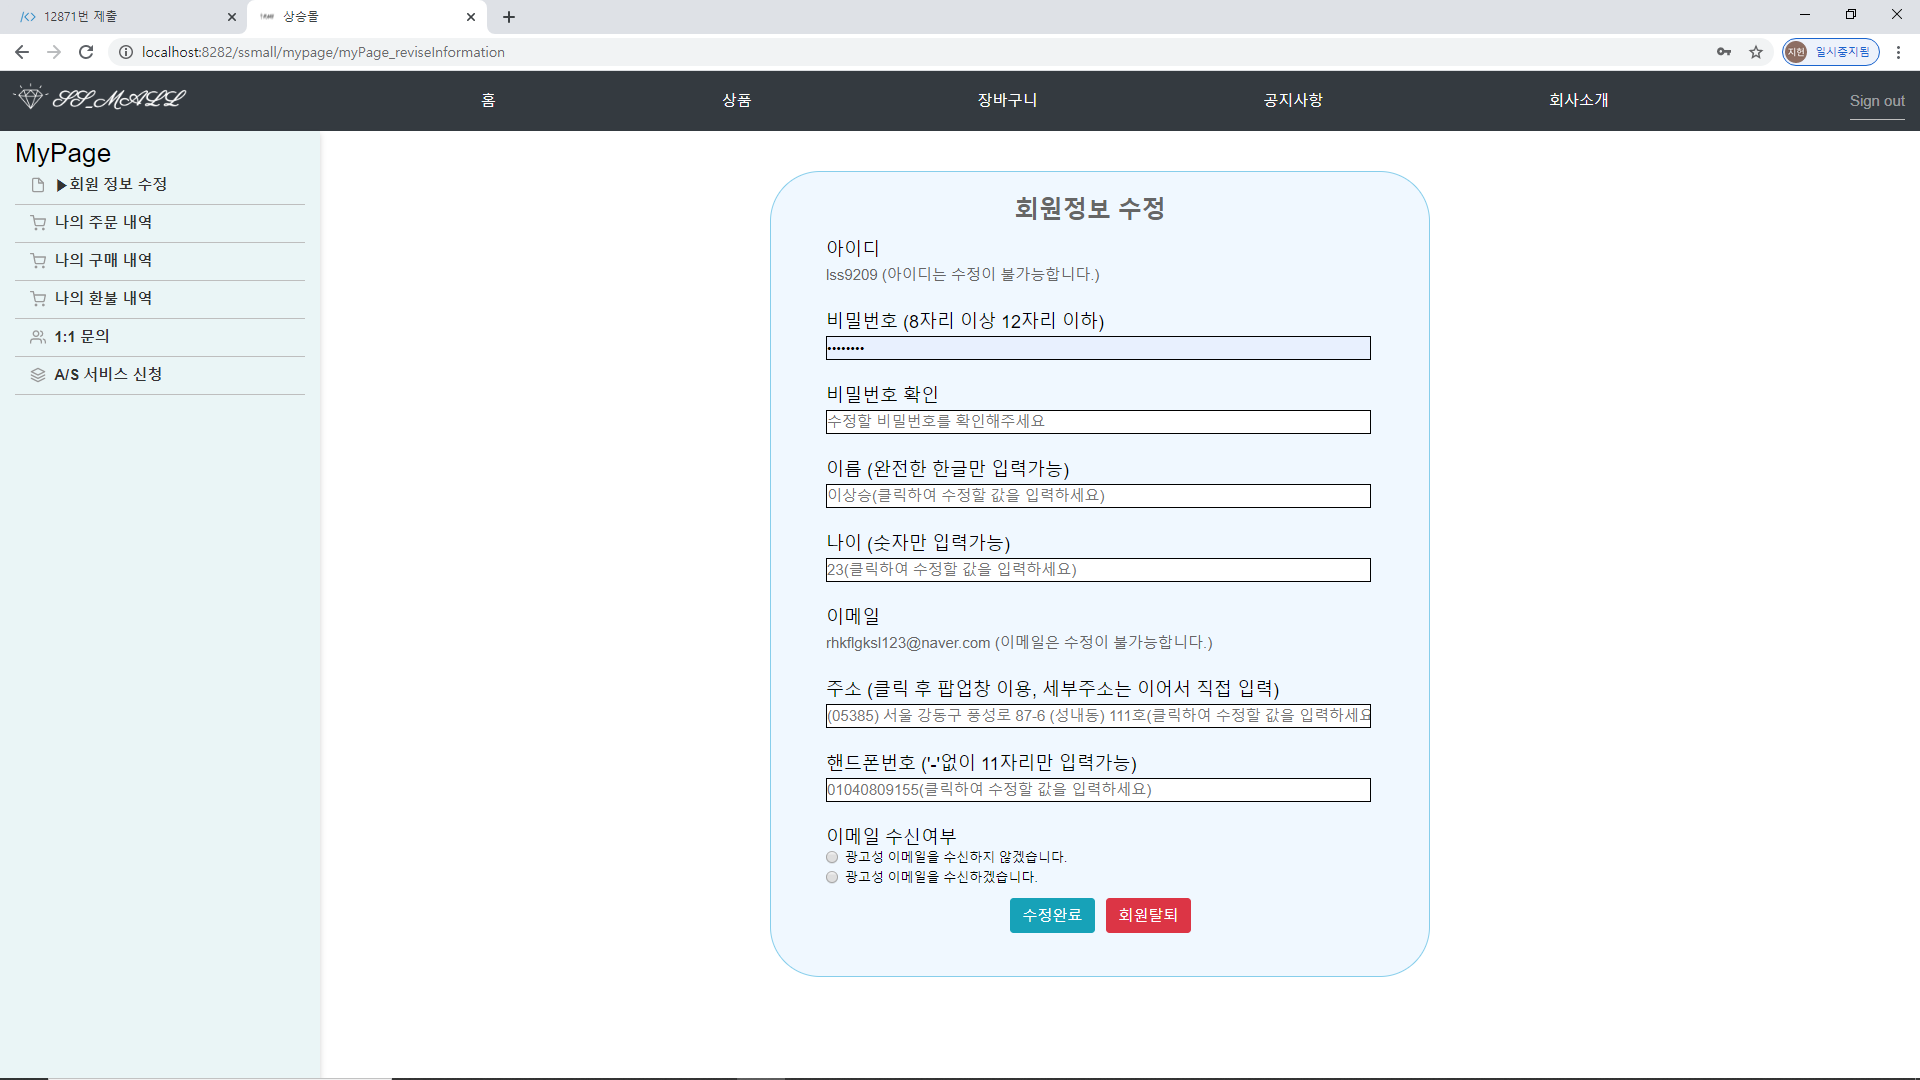 12871번 제출
상승몰
localhost:8282/ssmall/mypage/myPage_reviseInformation
지헌 일시중지됨
SS_MALL 홈 상품 장바구니 공지사항 회사소개 Sign out
MyPage
▶회원 정보 수정
나의 주문 내역
나의 구매 내역
나의 환불 내역
1:1 문의
A/S 서비스 신청
회원정보 수정
아이디
lss9209 (아이디는 수정이 불가능합니다.)
비밀번호 (8자리 이상 12자리 이하)
••••••••
비밀번호 확인
수정할 비밀번호를 확인해주세요
이름 (완전한 한글만 입력가능)
이상승(클릭하여 수정할 값을 입력하세요)
나이 (숫자만 입력가능)
23(클릭하여 수정할 값을 입력하세요)
이메일
rhkflgksl123@naver.com (이메일은 수정이 불가능합니다.)
주소 (클릭 후 팝업창 이용, 세부주소는 이어서 직접 입력)
(05385) 서울 강동구 풍성로 87-6 (성내동) 111호(클릭하여 수정할 값을 입력하세요
핸드폰번호 ('-'없이 11자리만 입력가능)
01040809155(클릭하여 수정할 값을 입력하세요)
이메일 수신여부
광고성 이메일을 수신하지 않겠습니다.
광고성 이메일을 수신하겠습니다.
수정완료 회원탈퇴